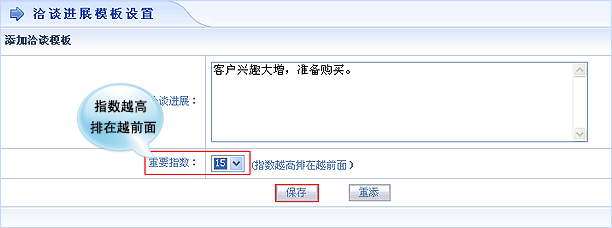 洽谈进展模板设置
添加洽谈模板
客户兴趣大增，准备购买。
指数越高
排在越前面
谈进展：
重要指数： 15 (指数越高排在越前面）
保存 重添